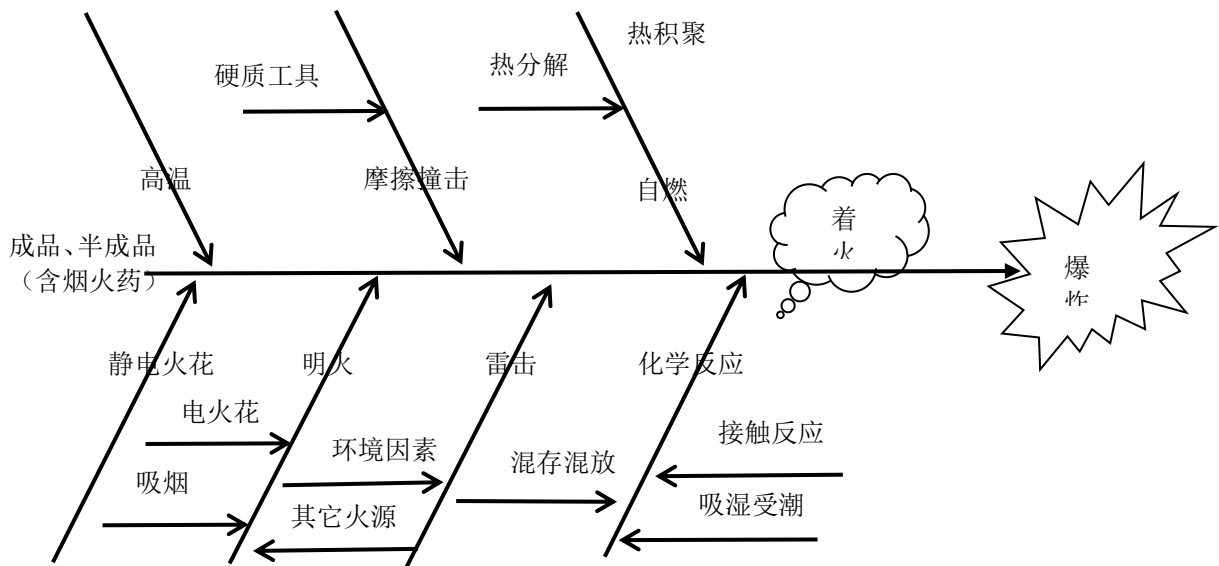 热积聚
热分解
硬质工具
高温
摩擦撞击
自燃
着
火
成品、半成品
（含烟火药）
爆
炸
静电火花
明火
雷击
化学反应
电火花
接触反应
环境因素
混存混放
吸烟
吸湿受潮
其它火源